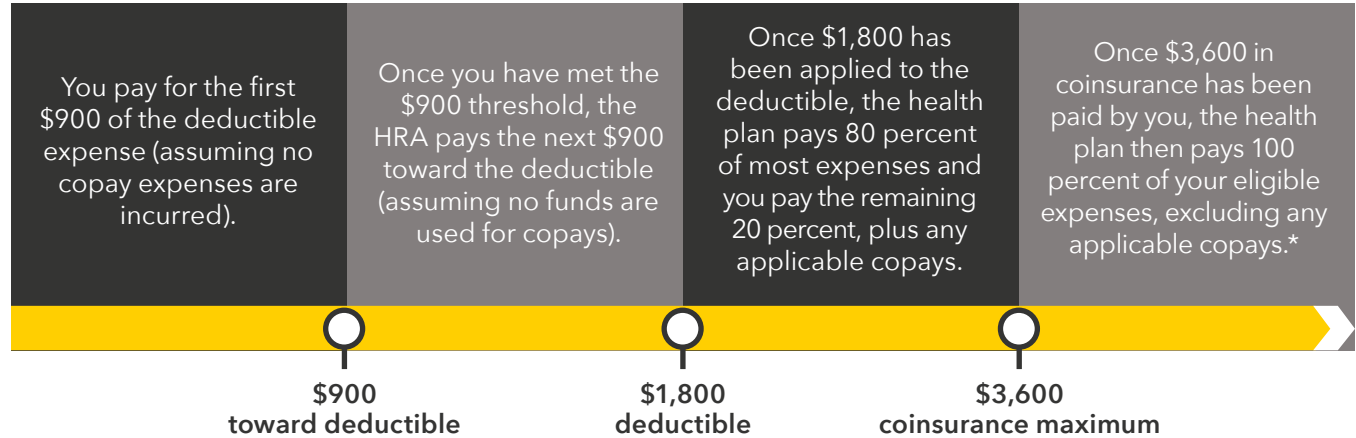 You pay for the first
$900 of the deductible
expense (assuming no
copay expenses are
incurred).
Once you have met the
$900 threshold, the
HRA pays the next $900
toward the deductible
(assuming no funds are
used for copays).
Once $1,800 has
been applied to the
deductible, the health
plan pays 80 percent
of most expenses and
you pay the remaining
20 percent, plus any
applicable copays.
Once $3,600 in
coinsurance has been
paid by you, the health
plan then pays 100
percent of your eligible
expenses, excluding any
applicable copays.*
$900
toward deductible
$1,800
deductible
$3,600
coinsurance maximum